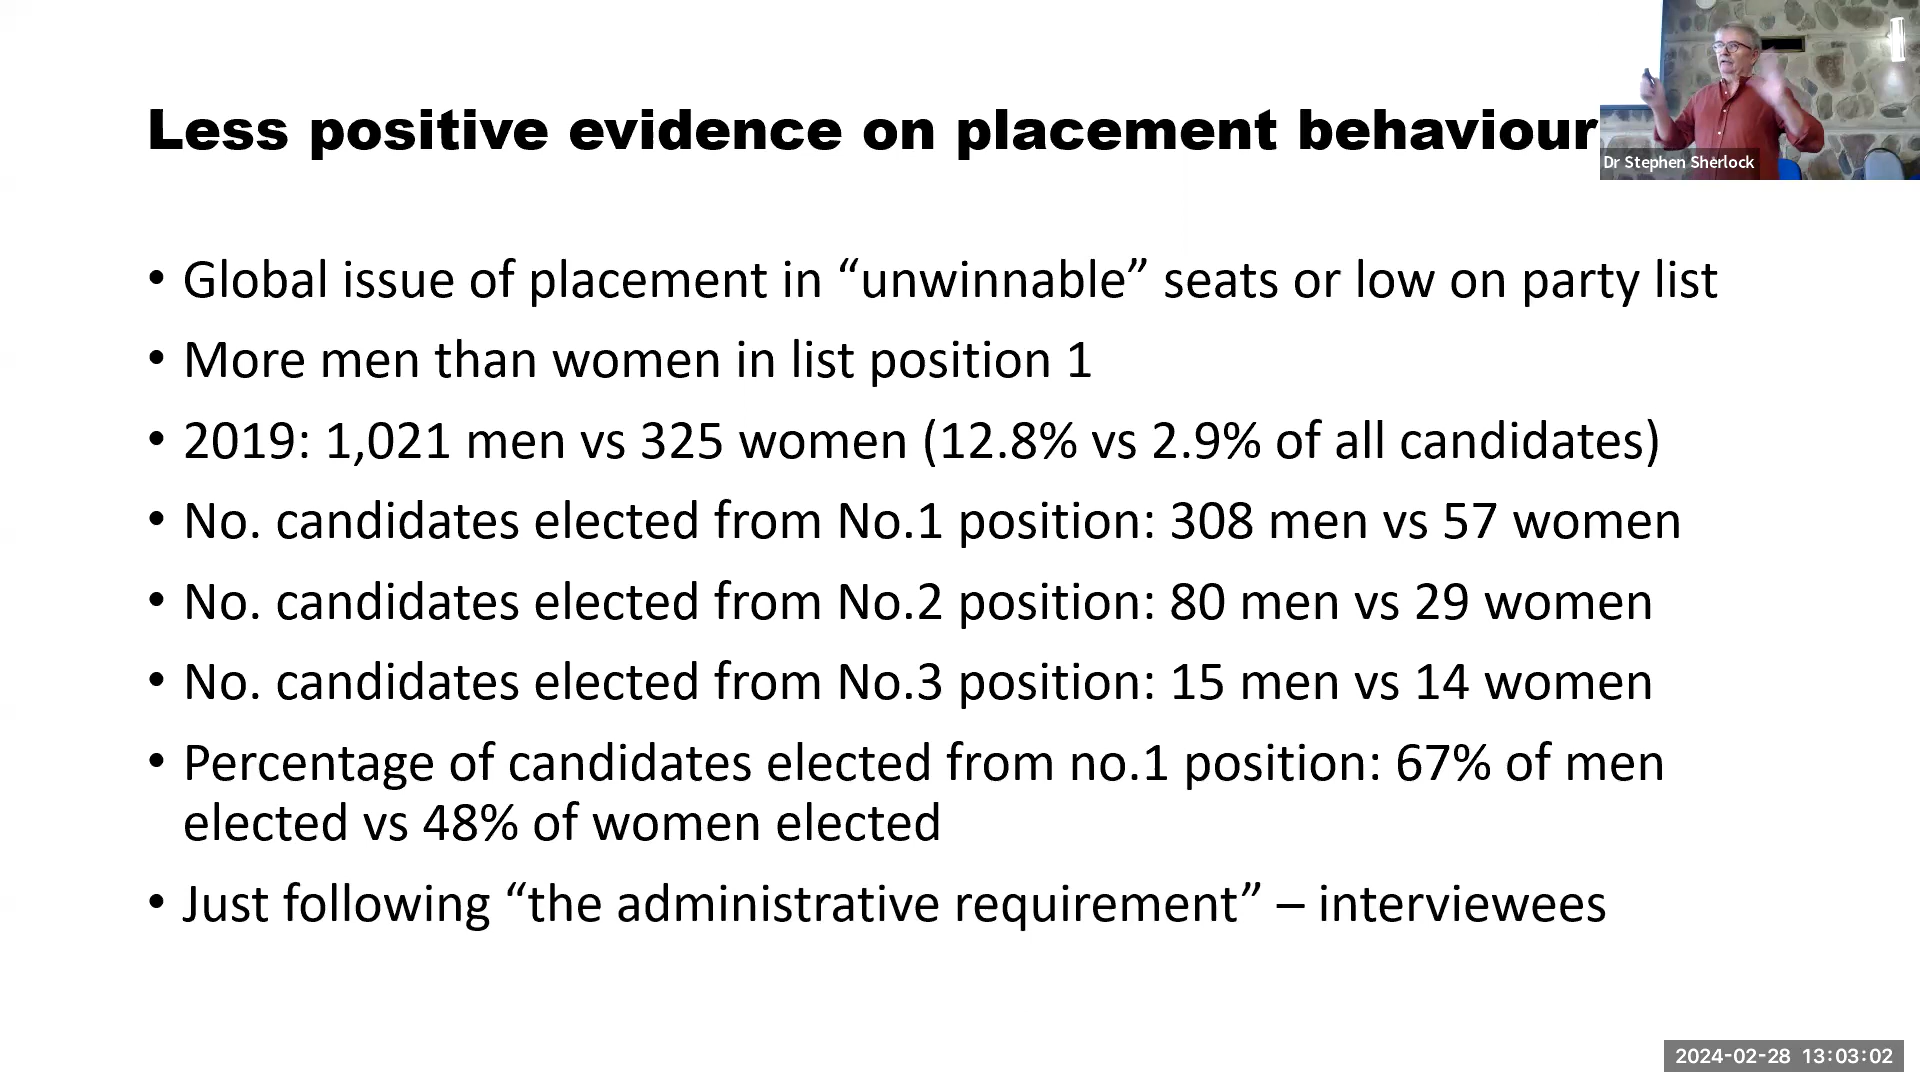 Less positive evidence on placement behaviour
Dr Stephen Sherlock
• Global issue of placement in “unwinnable” seats or low on party list
• More men than women in list position 1
• 2019: 1,021 men vs 325 women (12.8% vs 2.9% of all candidates)
• No. candidates elected from No.1 position: 308 men vs 57 women
• No. candidates elected from No.2 position: 80 men vs 29 women
• No. candidates elected from No.3 position: 15 men vs 14 women
• Percentage of candidates elected from no.1 position: 67% of men
elected vs 48% of women elected
• Just following “the administrative requirement” – interviewees
2024-02-28 13:03:02